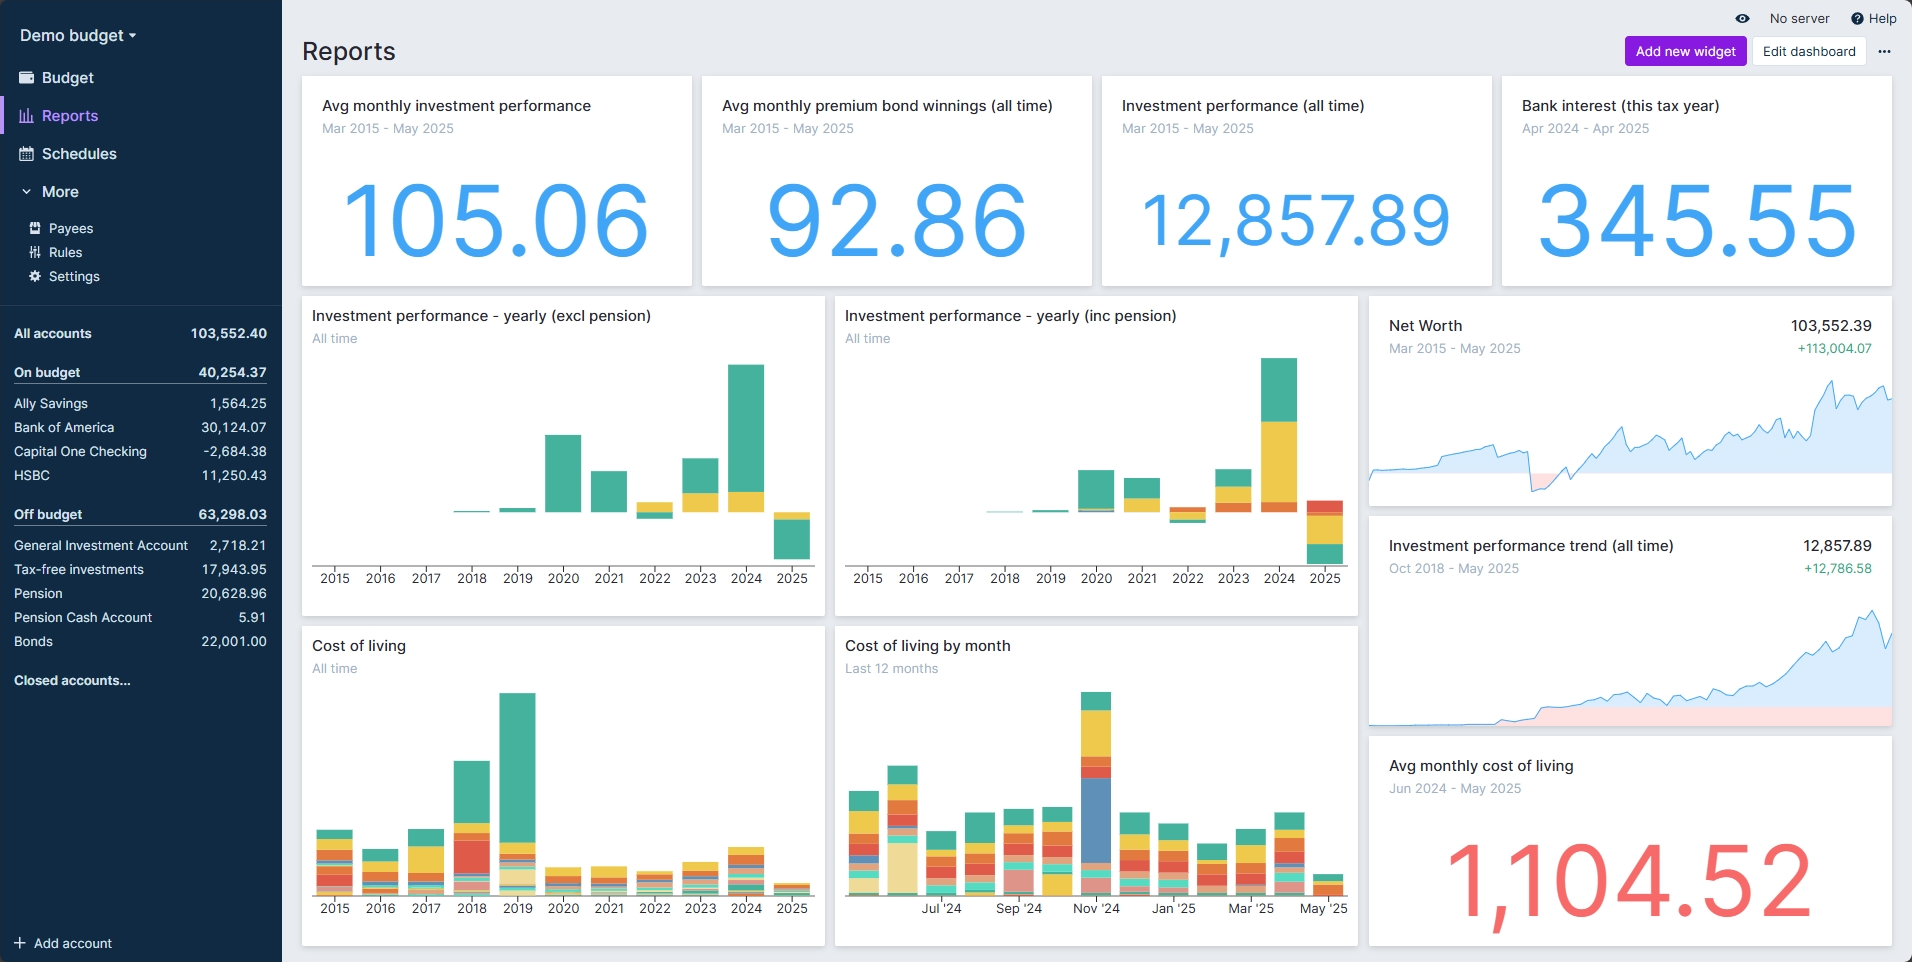 Demo budget
Budget
Reports
Schedules
More
Payees
Rules
Settings
All accounts 103,552.40
On budget 40,254.37
Ally Savings 1,564.25
Bank of America 30,124.07
Capital One Checking -2,684.38
HSBC 11,250.43
Off budget 63,298.03
General Investment Account 2,718.21
Tax-free investments 17,943.95
Pension 20,628.96
Pension Cash Account 5.91
Bonds 22,001.00
Closed accounts...
Add account
No server Help
Reports
Add new widget Edit dashboard
Avg monthly investment performance
Mar 2015 - May 2025
105.06
Avg monthly premium bond winnings (all time)
Mar 2015 - May 2025
92.86
Investment performance (all time)
Mar 2015 - May 2025
12,857.89
Bank interest (this tax year)
Apr 2024 - Apr 2025
345.55
Investment performance - yearly (excl pension)
All time
2015 2016 2017 2018 2019 2020 2021 2022 2023 2024 2025
Investment performance - yearly (inc pension)
All time
2015 2016 2017 2018 2019 2020 2021 2022 2023 2024 2025
Net Worth 103,552.39
Mar 2015 - May 2025 +113,004.07
Investment performance trend (all time) 12,857.89
Oct 2018 - May 2025 +12,786.58
Cost of living
All time
2015 2016 2017 2018 2019 2020 2021 2022 2023 2024 2025
Cost of living by month
Last 12 months
Jul '24 Sep '24 Nov '24 Jan '25 Mar '25 May '25
Avg monthly cost of living
Jun 2024 - May 2025
1,104.52